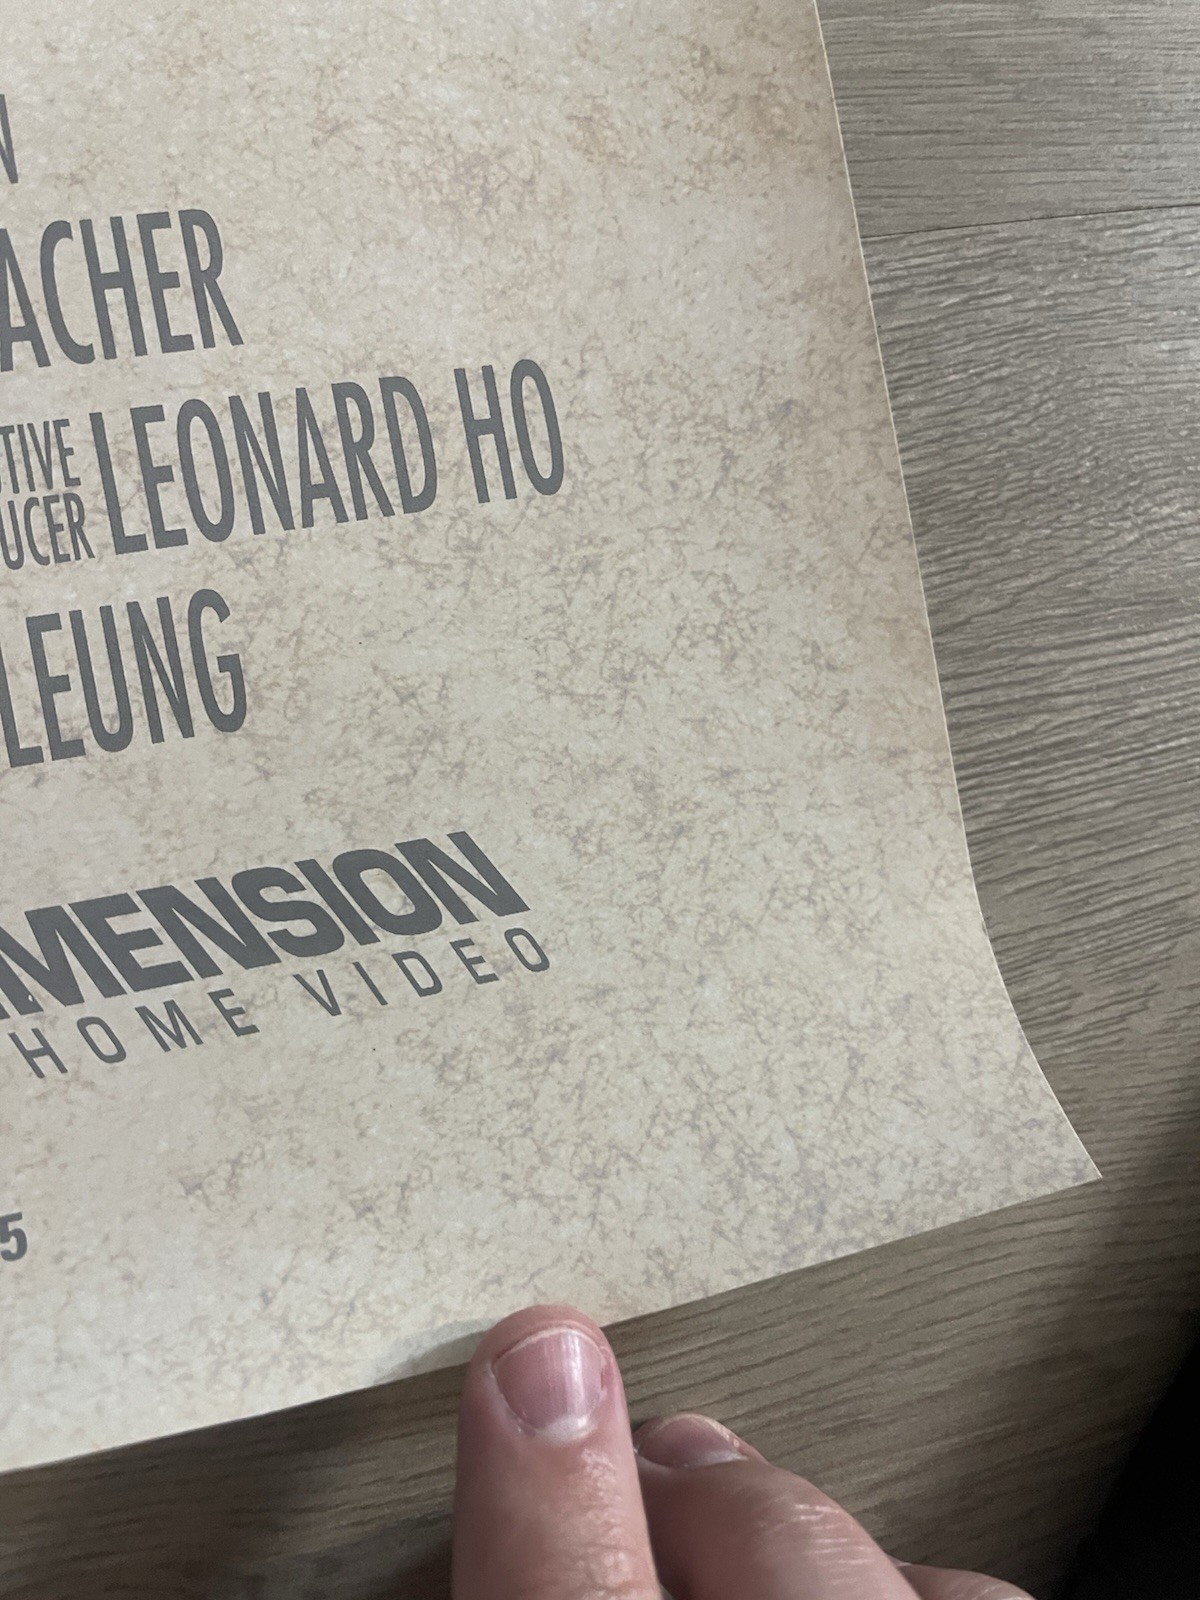 N
ACHER
TIVE
UCER LEONARD HO
LEUNG
MENSION
HOME VIDEO
5